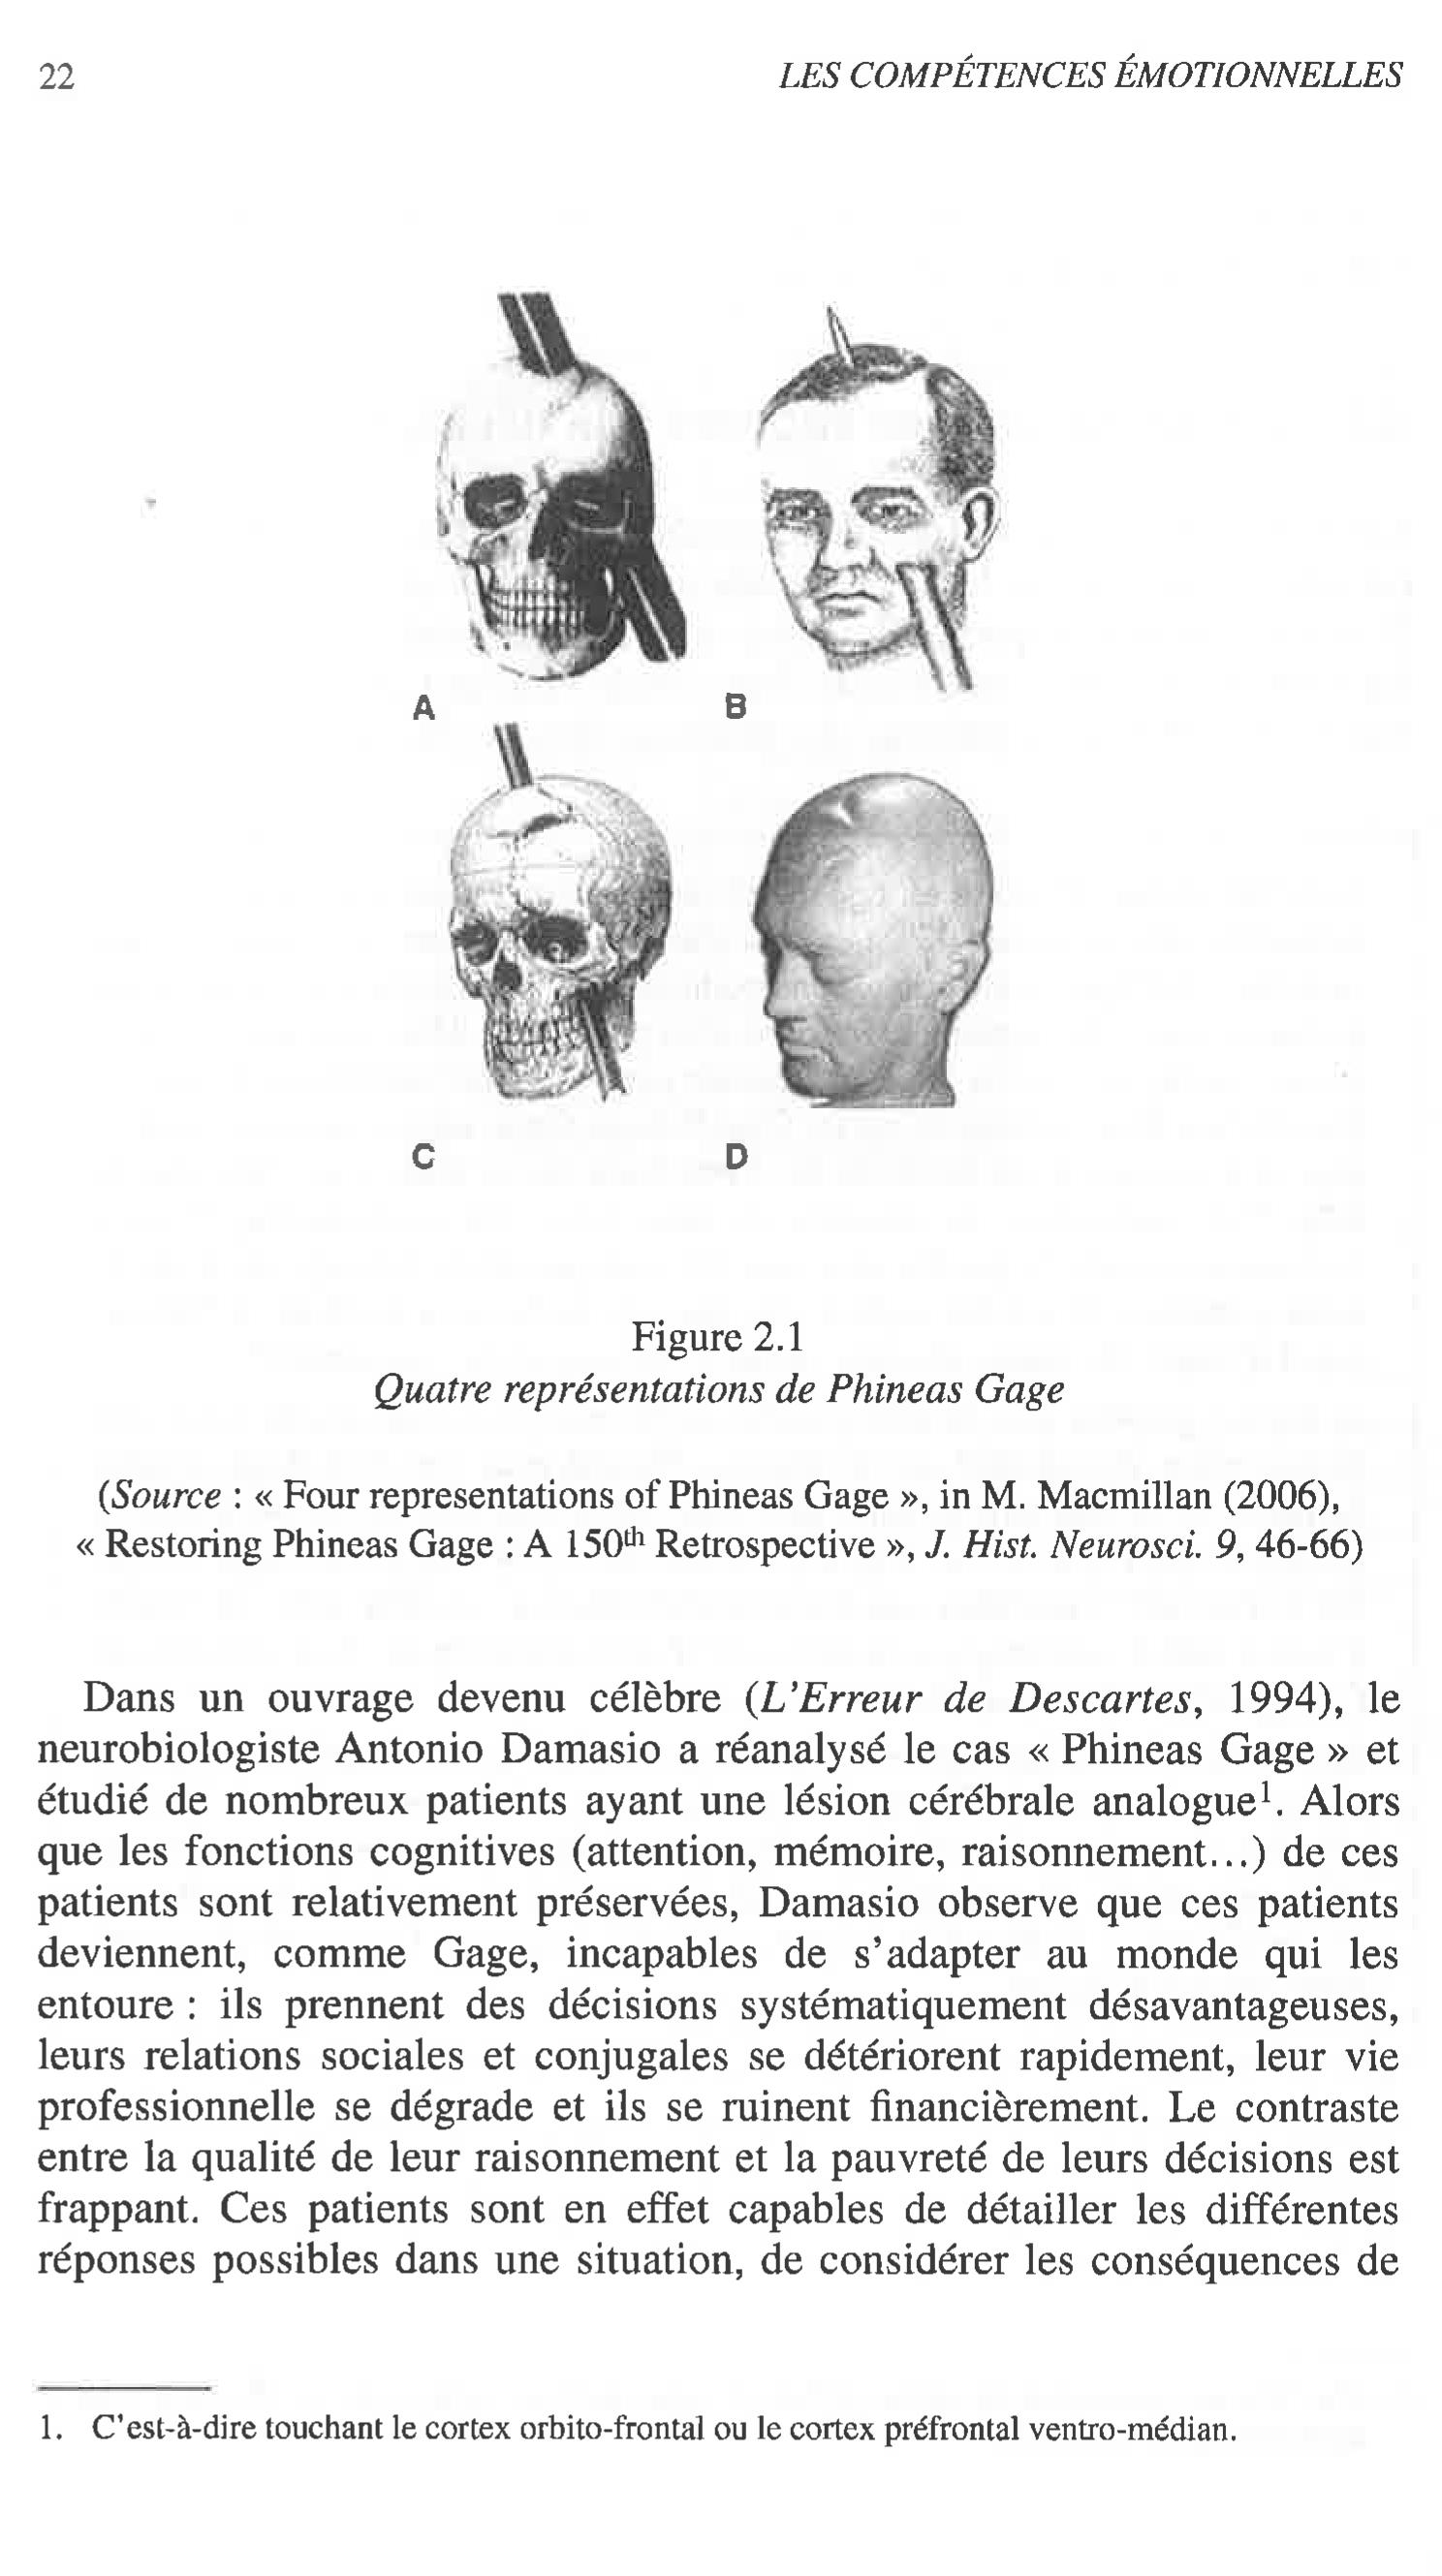 22
LES COMPÉTENCES ÉMOTIONNELLES
A
B
C
D
Figure 2.1
Quatre représentations de Phineas Gage
(Source : « Four representations of Phineas Gage », in M. Macmillan (2006),
« Restoring Phineas Gage : A 150th Retrospective », J. Hist. Neurosci. 9, 46-66)
Dans un ouvrage devenu célèbre (L'Erreur de Descartes, 1994), le
neurobiologiste Antonio Damasio a réanalysé le cas « Phineas Gage » et
étudié de nombreux patients ayant une lésion cérébrale analogue1. Alors
que les fonctions cognitives (attention, mémoire, raisonnement...) de ces
patients sont relativement préservées, Damasio observe que ces patients
deviennent, comme Gage, incapables de s'adapter au monde qui les
entoure : ils prennent des décisions systématiquement désavantageuses,
leurs relations sociales et conjugales se détériorent rapidement, leur vie
professionnelle se dégrade et ils se ruinent financièrement. Le contraste
entre la qualité de leur raisonnement et la pauvreté de leurs décisions est
frappant. Ces patients sont en effet capables de détailler les différentes
réponses possibles dans une situation, de considérer les conséquences de
1. C'est-à-dire touchant le cortex orbito-frontal ou le cortex préfrontal ventro-médian.